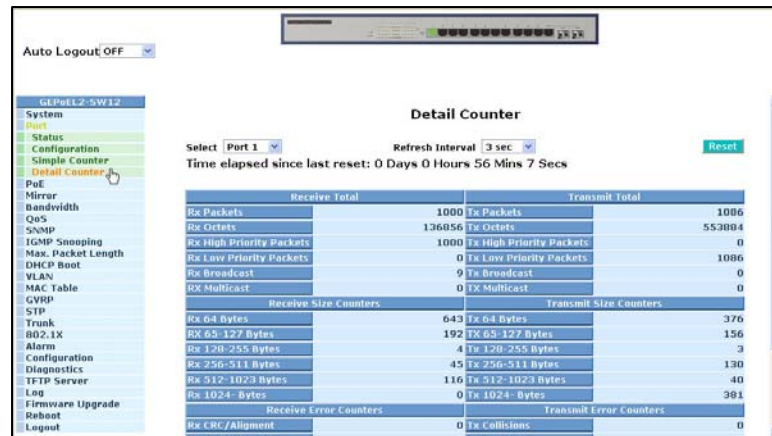 Auto Logout OFF
GEPoEL2-SW12
System
Port
Status
Configuration
Simple Counter
Detail Counter
PoE
Mirror
Bandwidth
QoS
SNMP
IGMP Snooping
Max. Packet Length
DHCP Boot
VLAN
MAC Table
GVRP
STP
Trunk
802.1X
Alarm
Configuration
Diagnostics
TFTP Server
Log
Firmware Upgrade
Reboot
Logout
Detail Counter
Select Port 1 Refresh Interval 3 sec Reset
Time elapsed since last reset: 0 Days 0 Hours 56 Mins 7 Secs
Receive Total Transmit Total
Rx Packets 1000 Tx Packets 1086
Rx Octets 136856 Tx Octets 553884
Rx High Priority Packets 1000 Tx High Priority Packets 0
Rx Low Priority Packets 0 Tx Low Priority Packets 1086
Rx Broadcast 9 Tx Broadcast 0
RX Multicast 0 TX Multicast 0
Receive Size Counters Transmit Size Counters
Rx 64 Bytes 643 Tx 64 Bytes 376
RX 65-127 Bytes 192 TX 65-127 Bytes 156
Rx 128-255 Bytes 4 Tx 128-255 Bytes 3
Rx 256-511 Bytes 45 Tx 256-511 Bytes 130
Rx 512-1023 Bytes 116 Tx 512-1023 Bytes 40
Rx 1024- Bytes 0 Tx 1024- Bytes 381
Receive Error Counters Transmit Error Counters
Rx CRC/Aligment 0 Tx Collisions 0